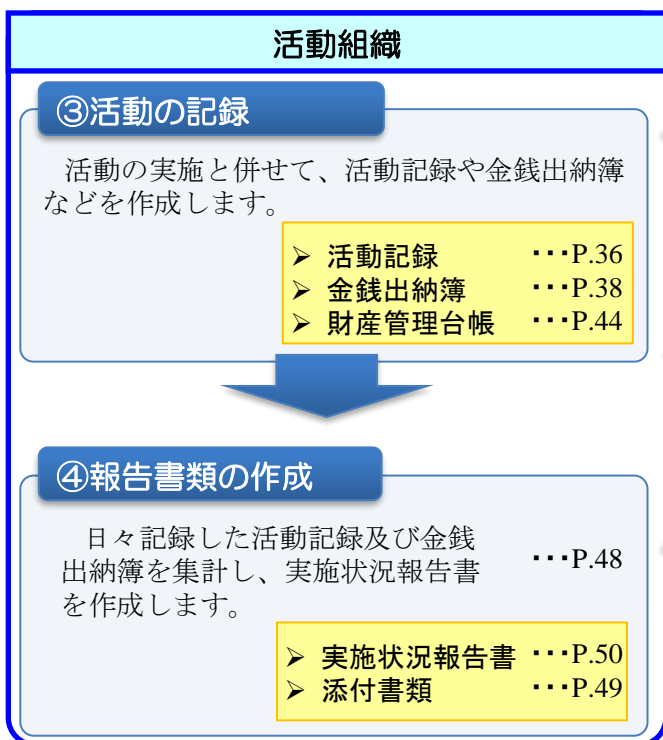 活動組織
③活動の記録
活動の実施と併せて、活動記録や金銭出納簿
などを作成します。
➢ 活動記録 ・・・P.36
➢ 金銭出納簿 ・・・P.38
➢ 財産管理台帳 ・・・P.44
④報告書類の作成
日々記録した活動記録及び金銭
出納簿を集計し、実施状況報告書 ・・・P.48
を作成します。
➢ 実施状況報告書 ・・・P.50
➢ 添付書類 ・・・P.49